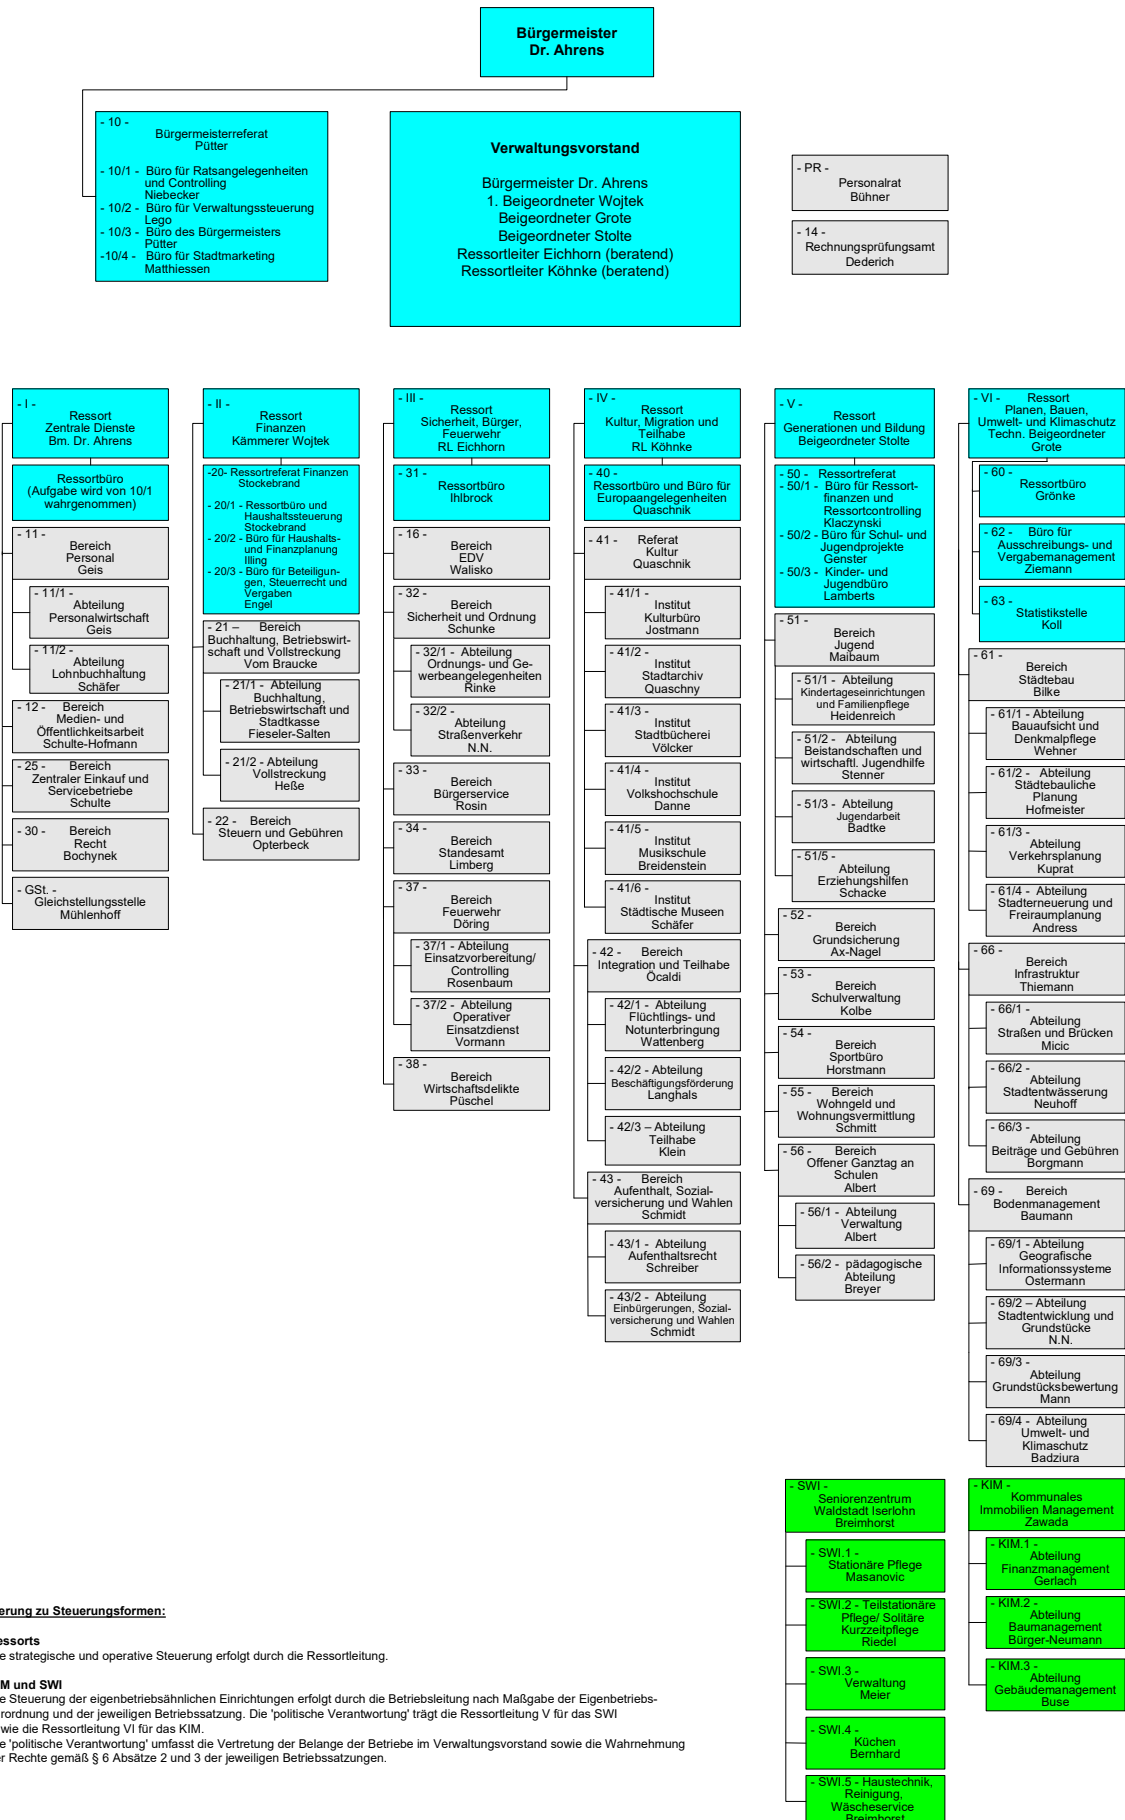 Bürgermeister
Dr. Ahrens
- 10 -
Bürgermeisterreferat
Pütter
- 10/1 - Büro für Ratsangelegenheiten
und Controlling
Niebecker
- 10/2 - Büro für Verwaltungssteuerung
Lego
- 10/3 - Büro des Bürgermeisters
Pütter
-10/4 - Büro für Stadtmarketing
Matthiessen
Verwaltungsvorstand
Bürgermeister Dr. Ahrens
1. Beigeordneter Wojtek
Beigeordneter Grote
Beigeordneter Stolte
Ressortleiter Eichhorn (beratend)
Ressortleiter Köhnke (beratend)
- PR -
Personalrat
Bühner
- 14 -
Rechnungsprüfungsamt
Dederich
- I -
Ressort
Zentrale Dienste
Bm. Dr. Ahrens
Ressortbüro
(Aufgabe wird von 10/1
wahrgenommen)
- 11 -
Bereich
Personal
Geis
- 11/1 -
Abteilung
Personalwirtschaft
Geis
- 11/2 -
Abteilung
Lohnbuchhaltung
Schäfer
- 12 - Bereich
Medien- und
Öffentlichkeitsarbeit
Schulte-Hofmann
- 25 - Bereich
Zentraler Einkauf und
Servicebetriebe
Schulte
- 30 - Bereich
Recht
Bochynek
- GSt. -
Gleichstellungsstelle
Mühlenhoff
- II -
Ressort
Finanzen
Kämmerer Wojtek
-20- Ressortreferat Finanzen
Stockebrand
- 20/1 - Ressortbüro und
Haushaltssteuerung
Stockebrand
- 20/2 - Büro für Haushalts-
und Finanzplanung
Illing
- 20/3 - Büro für Beteiligun-
gen, Steuerrecht und
Vergaben
Engel
- 21 – Bereich
Buchhaltung, Betriebswirt-
schaft und Vollstreckung
Vom Braucke
- 21/1 - Abteilung
Buchhaltung,
Betriebswirtschaft und
Stadtkasse
Fieseler-Salten
- 21/2 - Abteilung
Vollstreckung
Heße
- 22 - Bereich
Steuern und Gebühren
Opterbeck
- III -
Ressort
Sicherheit, Bürger,
Feuerwehr
RL Eichhorn
- 31 -
Ressortbüro
Ihlbrock
- 16 -
Bereich
EDV
Walisko
- 32 -
Bereich
Sicherheit und Ordnung
Schunke
- 32/1 - Abteilung
Ordnungs- und Ge-
werbeangelegenheiten
Rinke
- 32/2 -
Abteilung
Straßenverkehr
N.N.
- 33 -
Bereich
Bürgerservice
Rosin
- 34 -
Bereich
Standesamt
Limberg
- 37 -
Bereich
Feuerwehr
Döring
- 37/1 - Abteilung
Einsatzvorbereitung/
Controlling
Rosenbaum
- 37/2 - Abteilung
Operativer
Einsatzdienst
Vormann
- 38 -
Bereich
Wirtschaftsdelikte
Püschel
- IV -
Ressort
Kultur, Migration und
Teilhabe
RL Köhnke
- 40 -
Ressortbüro und Büro für
Europaangelegenheiten
Quaschnik
- 41 - Referat
Kultur
Quaschnik
- 41/1 -
Institut
Kulturbüro
Jostmann
- 41/2 -
Institut
Stadtarchiv
Quaschny
- 41/3 -
Institut
Stadtbücherei
Völcker
- 41/4 -
Institut
Volkshochschule
Danne
- 41/5 -
Institut
Musikschule
Breidenstein
- 41/6 -
Institut
Städtische Museen
Schäfer
- 42 - Bereich
Integration und Teilhabe
Öcaldi
- 42/1 - Abteilung
Flüchtlings- und
Notunterbringung
Wattenberg
- 42/2 - Abteilung
Beschäftigungsförderung
Langhals
- 42/3 – Abteilung
Teilhabe
Klein
- 43 - Bereich
Aufenthalt, Sozial-
versicherung und Wahlen
Schmidt
- 43/1 - Abteilung
Aufenthaltsrecht
Schreiber
- 43/2 - Abteilung
Einbürgerungen, Sozial-
versicherung und Wahlen
Schmidt
- V -
Ressort
Generationen und Bildung
Beigeordneter Stolte
- 50 - Ressortreferat
- 50/1 - Büro für Ressort-
finanzen und
Ressortcontrolling
Klaczynski
- 50/2 - Büro für Schul- und
Jugendprojekte
Genster
- 50/3 - Kinder- und
Jugendbüro
Lamberts
- 51 -
Bereich
Jugend
Maibaum
- 51/1 - Abteilung
Kindertageseinrichtungen
und Familienpflege
Heidenreich
- 51/2 - Abteilung
Beistandschaften und
wirtschaftl. Jugendhilfe
Stenner
- 51/3 - Abteilung
Jugendarbeit
Badtke
- 51/5 -
Abteilung
Erziehungshilfen
Schacke
- 52 -
Bereich
Grundsicherung
Ax-Nagel
- 53 -
Bereich
Schulverwaltung
Kolbe
- 54 -
Bereich
Sportbüro
Horstmann
- 55 - Bereich
Wohngeld und
Wohnungsvermittlung
Schmitt
- 56 - Bereich
Offener Ganztag an
Schulen
Albert
- 56/1 - Abteilung
Verwaltung
Albert
- 56/2 - pädagogische
Abteilung
Breyer
- VI - Ressort
Planen, Bauen,
Umwelt- und Klimaschutz
Techn. Beigeordneter
Grote
- 60 -
Ressortbüro
Grönke
- 62 - Büro für
Ausschreibungs- und
Vergabemanagement
Ziemann
- 63 -
Statistikstelle
Koll
- 61 -
Bereich
Städtebau
Bilke
- 61/1 - Abteilung
Bauaufsicht und
Denkmalpflege
Wehner
- 61/2 - Abteilung
Städtebauliche
Planung
Hofmeister
- 61/3 -
Abteilung
Verkehrsplanung
Kuprat
- 61/4 - Abteilung
Stadterneuerung und
Freiraumplanung
Andress
- 66 -
Bereich
Infrastruktur
Thiemann
- 66/1 -
Abteilung
Straßen und Brücken
Micic
- 66/2 -
Abteilung
Stadtentwässerung
Neuhoff
- 66/3 -
Abteilung
Beiträge und Gebühren
Borgmann
- 69 - Bereich
Bodenmanagement
Baumann
- 69/1 - Abteilung
Geografische
Informationssysteme
Ostermann
- 69/2 – Abteilung
Stadtentwicklung und
Grundstücke
N.N.
- 69/3 -
Abteilung
Grundstücksbewertung
Mann
- 69/4 - Abteilung
Umwelt- und
Klimaschutz
Badziura
- SWI -
Seniorenzentrum
Waldstadt Iserlohn
Breimhorst
- SWI.1 -
Stationäre Pflege
Masanovic
- SWI.2 - Teilstationäre
Pflege/ Solitäre
Kurzzeitpflege
Riedel
- SWI.3 -
Verwaltung
Meier
- SWI.4 -
Küchen
Bernhard
- SWI.5 - Haustechnik,
Reinigung,
Wäscheservice
Breimhorst
- KIM -
Kommunales
Immobilien Management
Zawada
- KIM.1 -
Abteilung
Finanzmanagement
Gerlach
- KIM.2 -
Abteilung
Baumanagement
Bürger-Neumann
- KIM.3 -
Abteilung
Gebäudemanagement
Buse
erung zu Steuerungsformen:
essorts
e strategische und operative Steuerung erfolgt durch die Ressortleitung.
M und SWI
e Steuerung der eigenbetriebsähnlichen Einrichtungen erfolgt durch die Betriebsleitung nach Maßgabe der Eigenbetriebs-
rordnung und der jeweiligen Betriebssatzung. Die 'politische Verantwortung' trägt die Ressortleitung V für das SWI
wie die Ressortleitung VI für das KIM.
e 'politische Verantwortung' umfasst die Vertretung der Belange der Betriebe im Verwaltungsvorstand sowie die Wahrnehmung
er Rechte gemäß § 6 Absätze 2 und 3 der jeweiligen Betriebssatzungen.